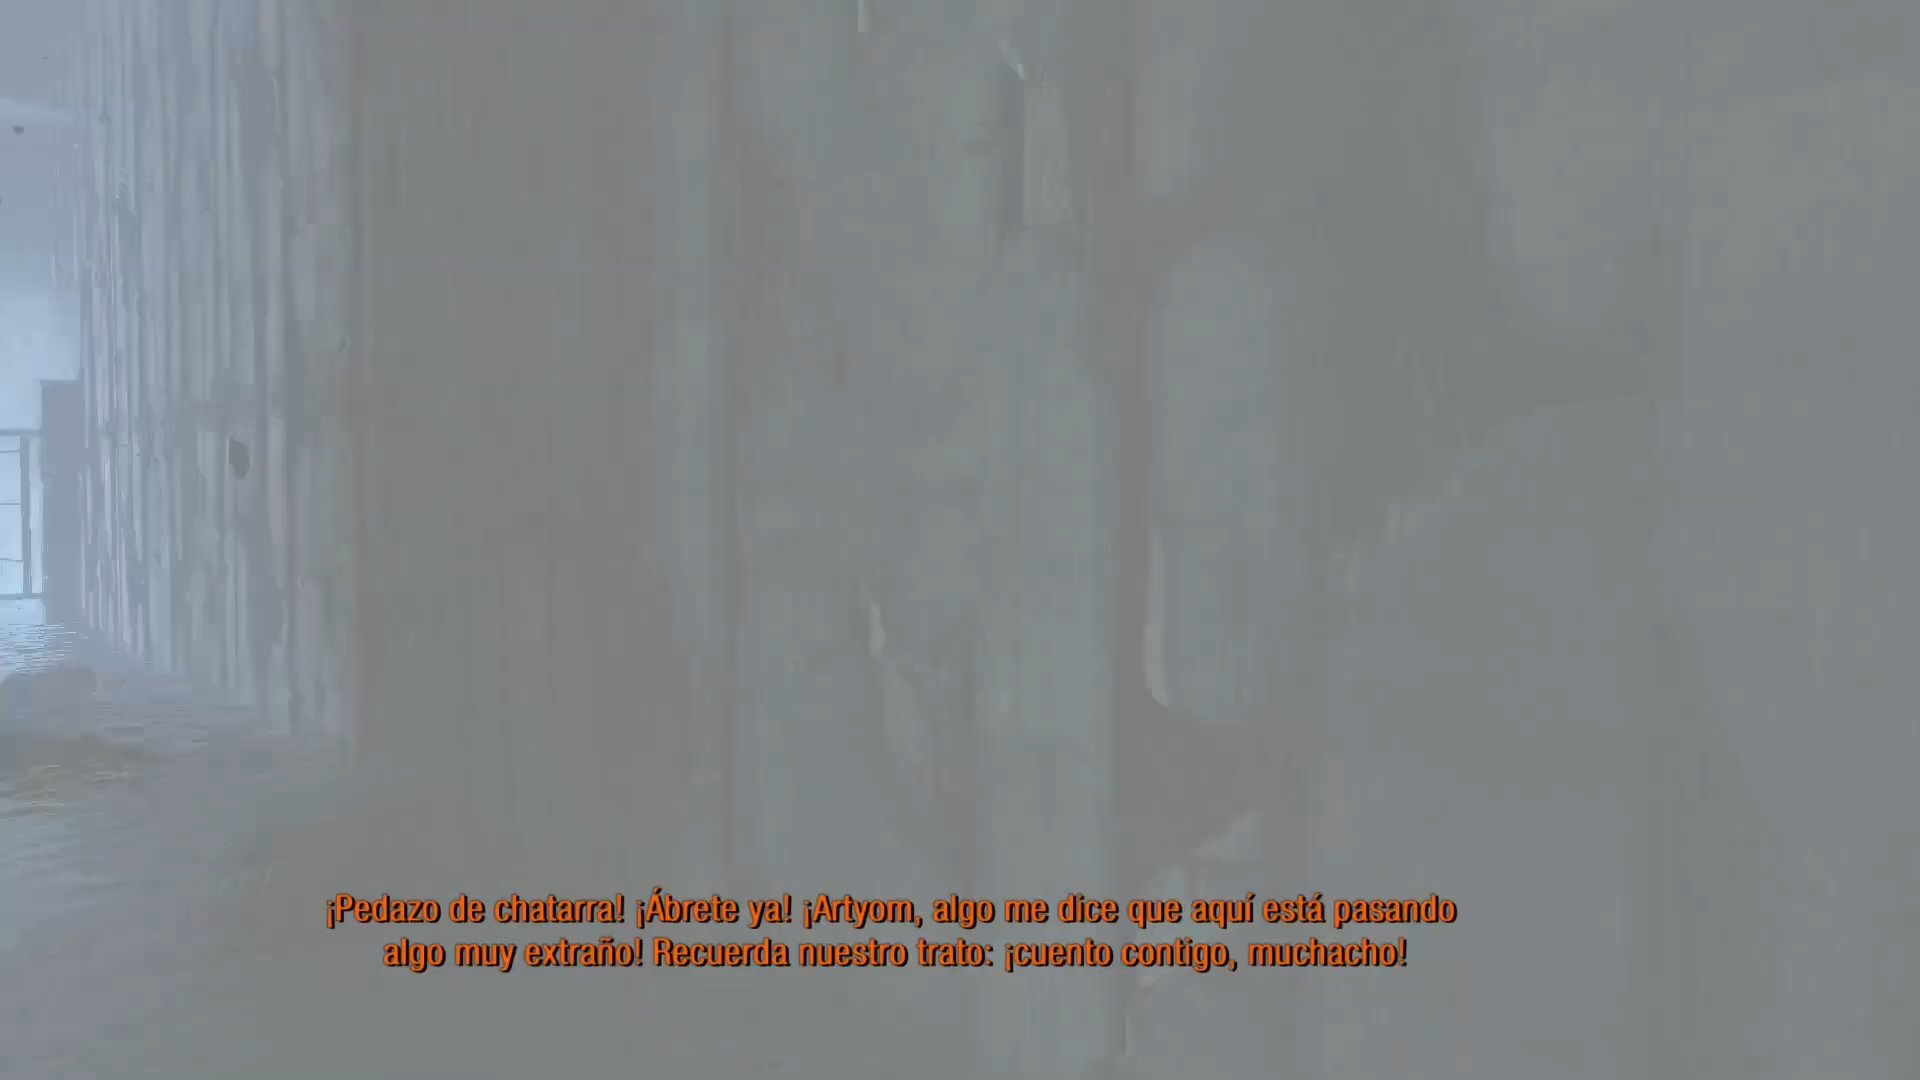 ¡Pedazo de chatarra! ¡Ábrete ya! ¡Artyom, algo me dice que aquí está pasando
algo muy extraño! Recuerda nuestro trato: ¡cuento contigo, muchacho!